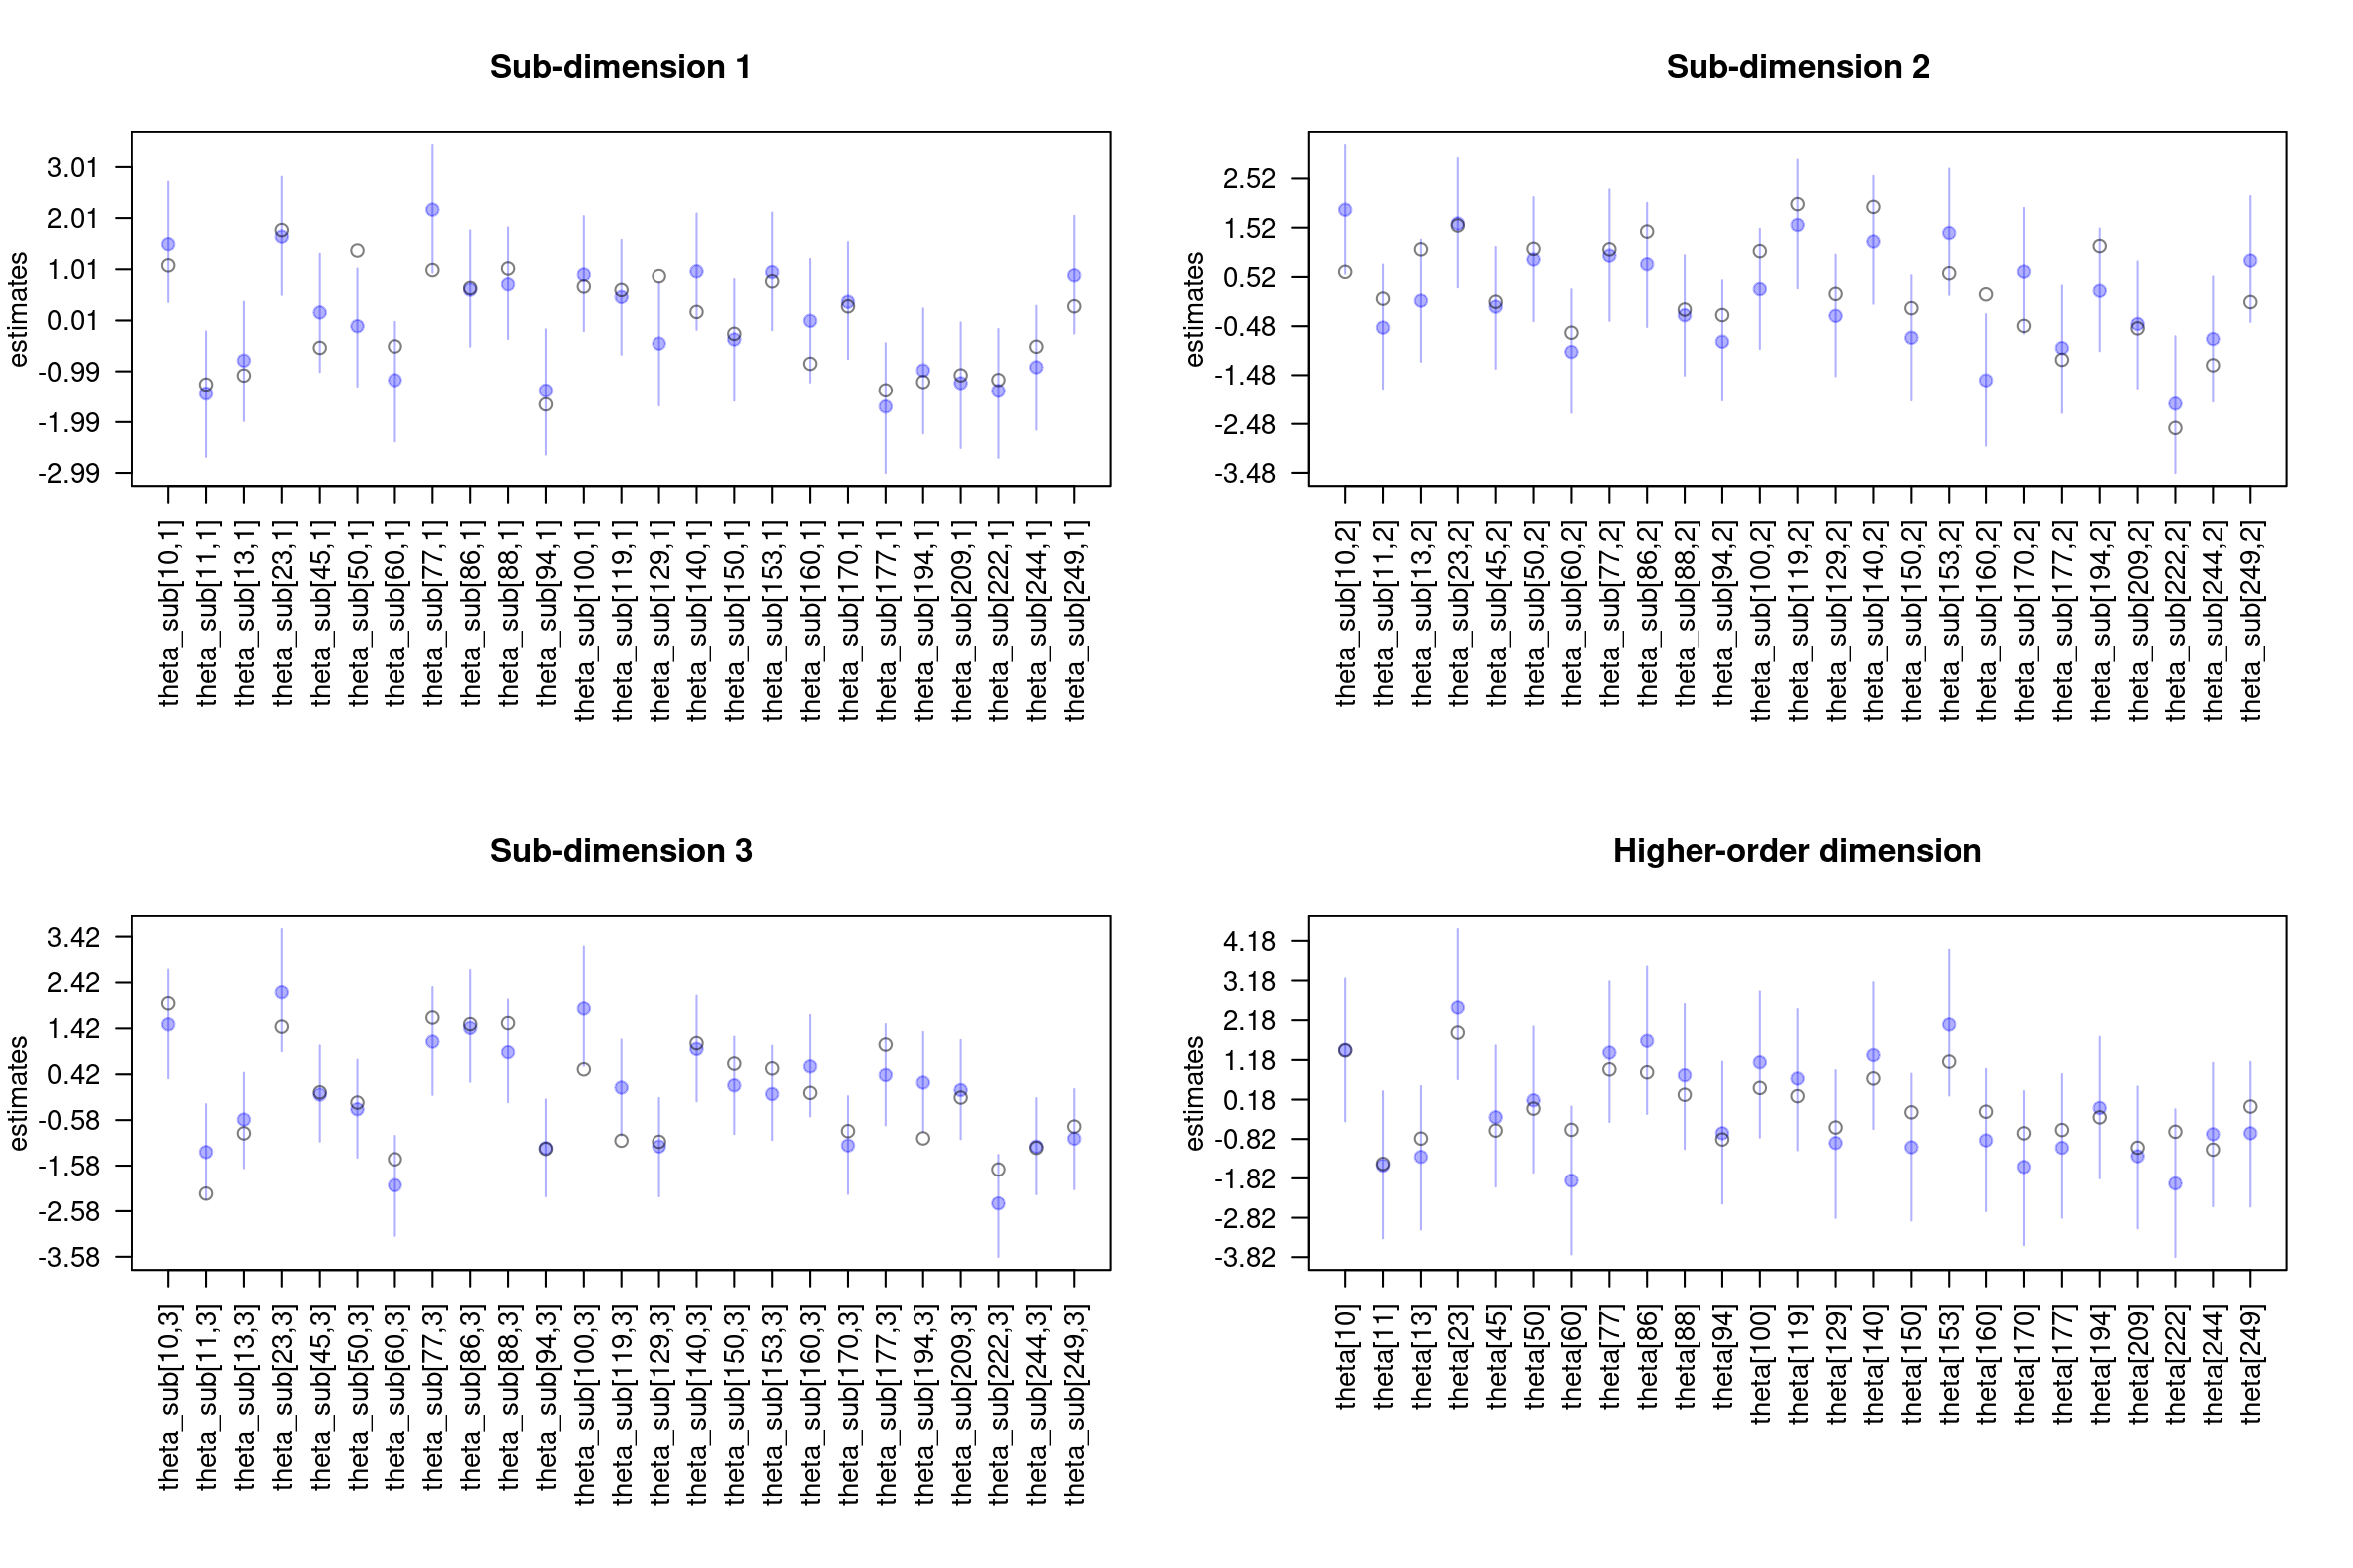 Sub-dimension 1
estimates
3.01
2.01
1.01
0.01
-0.99
-1.99
-2.99
theta_sub[10,1]
theta_sub[11,1]
theta_sub[13,1]
theta_sub[23,1]
theta_sub[45,1]
theta_sub[50,1]
theta_sub[60,1]
theta_sub[77,1]
theta_sub[86,1]
theta_sub[88,1]
theta_sub[94,1]
theta_sub[100,1]
theta_sub[119,1]
theta_sub[129,1]
theta_sub[140,1]
theta_sub[150,1]
theta_sub[153,1]
theta_sub[160,1]
theta_sub[170,1]
theta_sub[177,1]
theta_sub[194,1]
theta_sub[209,1]
theta_sub[222,1]
theta_sub[244,1]
theta_sub[249,1]
Sub-dimension 2
estimates
2.52
1.52
0.52
-0.48
-1.48
-2.48
-3.48
theta_sub[10,2]
theta_sub[11,2]
theta_sub[13,2]
theta_sub[23,2]
theta_sub[45,2]
theta_sub[50,2]
theta_sub[60,2]
theta_sub[77,2]
theta_sub[86,2]
theta_sub[88,2]
theta_sub[94,2]
theta_sub[100,2]
theta_sub[119,2]
theta_sub[129,2]
theta_sub[140,2]
theta_sub[150,2]
theta_sub[153,2]
theta_sub[160,2]
theta_sub[170,2]
theta_sub[177,2]
theta_sub[194,2]
theta_sub[209,2]
theta_sub[222,2]
theta_sub[244,2]
theta_sub[249,2]
Sub-dimension 3
estimates
3.42
2.42
1.42
0.42
-0.58
-1.58
-2.58
-3.58
theta_sub[10,3]
theta_sub[11,3]
theta_sub[13,3]
theta_sub[23,3]
theta_sub[45,3]
theta_sub[50,3]
theta_sub[60,3]
theta_sub[77,3]
theta_sub[86,3]
theta_sub[88,3]
theta_sub[94,3]
theta_sub[100,3]
theta_sub[119,3]
theta_sub[129,3]
theta_sub[140,3]
theta_sub[150,3]
theta_sub[153,3]
theta_sub[160,3]
theta_sub[170,3]
theta_sub[177,3]
theta_sub[194,3]
theta_sub[209,3]
theta_sub[222,3]
theta_sub[244,3]
theta_sub[249,3]
Higher-order dimension
estimates
4.18
3.18
2.18
1.18
0.18
-0.82
-1.82
-2.82
-3.82
theta[10]
theta[11]
theta[13]
theta[23]
theta[45]
theta[50]
theta[60]
theta[77]
theta[86]
theta[88]
theta[94]
theta[100]
theta[119]
theta[129]
theta[140]
theta[150]
theta[153]
theta[160]
theta[170]
theta[177]
theta[194]
theta[209]
theta[222]
theta[244]
theta[249]